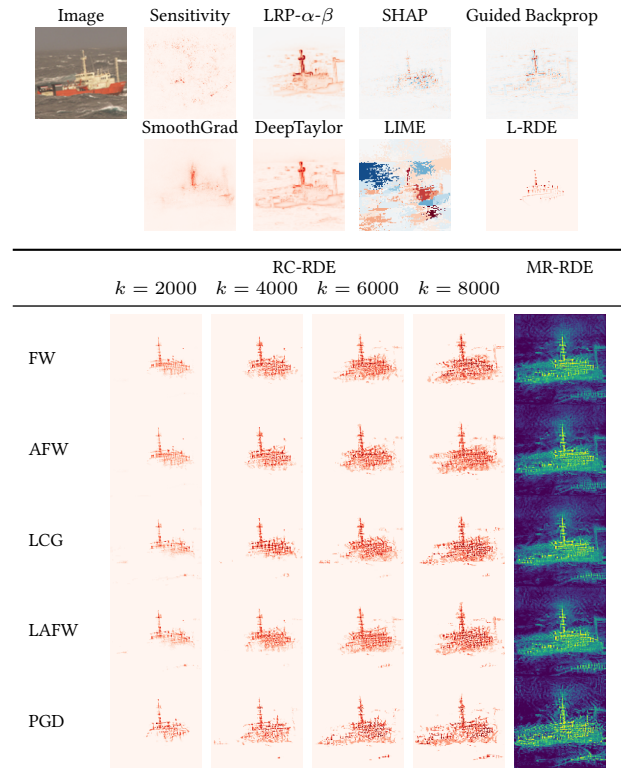 Image Sensitivity LRP-α-β SHAP Guided Backprop
SmoothGrad DeepTaylor LIME L-RDE
RC-RDE MR-RDE
k = 2000 k = 4000 k = 6000 k = 8000
FW
AFW
LCG
LAFW
PGD